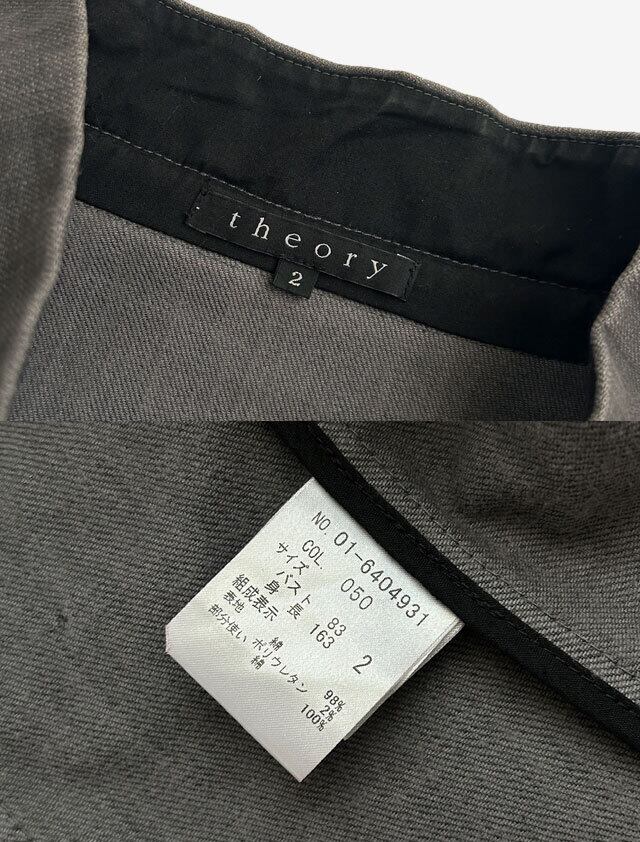 theory
2
NO. 01-6404931
COL. 050
サイズ 2
バスト 83
身長 163
組成表示
表地 綿 98%
ポリウレタン 2%
部分使い 綿 100%